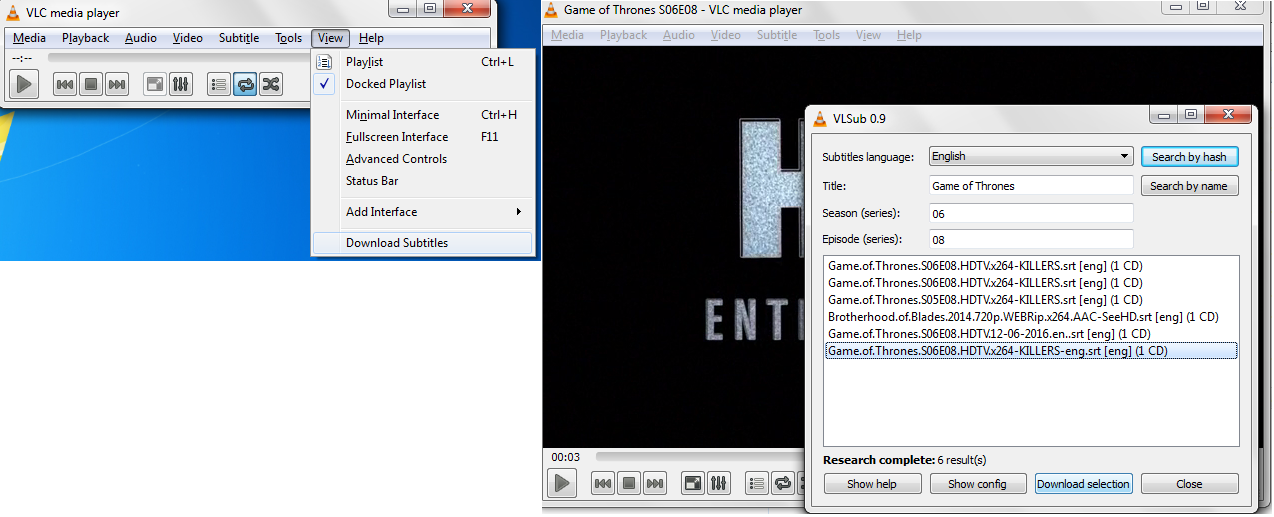 VLC media player
Media Playback Audio Video Subtitle Tools View Help
--:--
Playlist Ctrl+L
Docked Playlist
Minimal Interface Ctrl+H
Fullscreen Interface F11
Advanced Controls
Status Bar
Add Interface
Download Subtitles
Game of Thrones S06E08 - VLC media player
Media Playback Audio Video Subtitle Tools View Help
H
ENT
00:03
VLSub 0.9
Subtitles language: English Search by hash
Title: Game of Thrones Search by name
Season (series): 06
Episode (series): 08
Game.of.Thrones.S06E08.HDTV.x264-KILLERS.srt [eng] (1 CD)
Game.of.Thrones.S06E08.HDTV.x264-KILLERS.srt [eng] (1 CD)
Game.of.Thrones.S05E08.HDTV.x264-KILLERS.srt [eng] (1 CD)
Brotherhood.of.Blades.2014.720p.WEBRip.x264.AAC-SeeHD.srt [eng] (1 CD)
Game.of.Thrones.S06E08.HDTV.12-06-2016.en..srt [eng] (1 CD)
Game.of.Thrones.S06E08.HDTV.x264-KILLERS-eng.srt [eng] (1 CD)
Research complete: 6 result(s)
Show help Show config Download selection Close